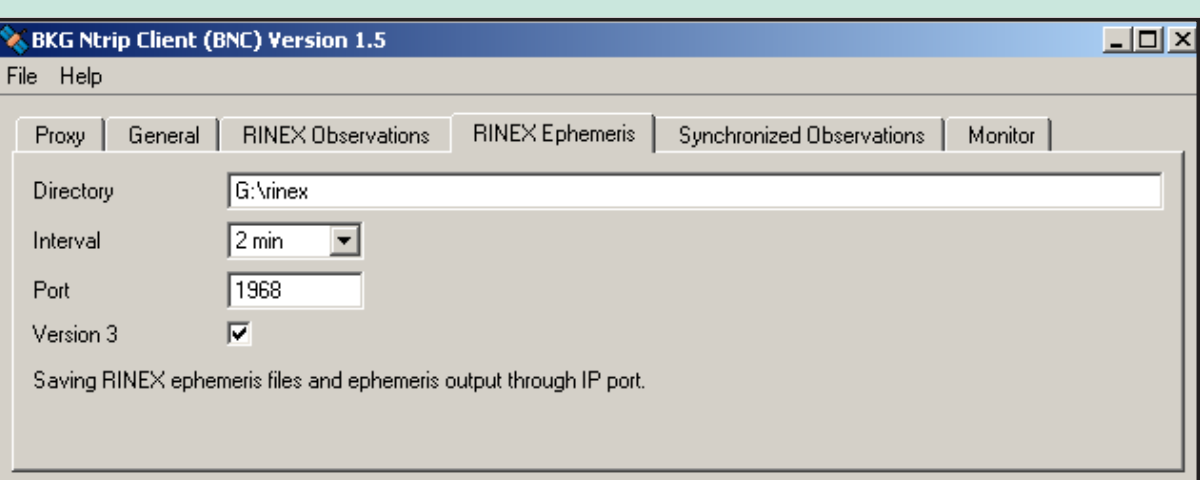 BKG Ntrip Client (BNC) Version 1.5
File Help
Proxy General RINEX Observations RINEX Ephemeris Synchronized Observations Monitor
Directory G:\rinex
Interval 2 min
Port 1968
Version 3
Saving RINEX ephemeris files and ephemeris output through IP port.